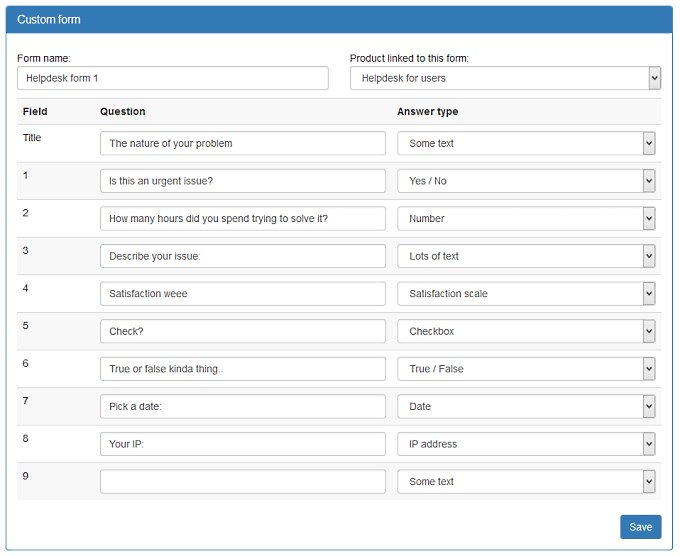 Custom form
Form name: Product linked to this form:
Helpdesk form 1 Helpdesk for users
Field Question Answer type
Title The nature of your problem Some text
1 Is this an urgent issue? Yes / No
2 How many hours did you spend trying to solve it? Number
3 Describe your issue: Lots of text
4 Satisfaction weee Satisfaction scale
5 Check? Checkbox
6 True or false kinda thing.. True / False
7 Pick a date: Date
8 Your IP: IP address
9 Some text
Save